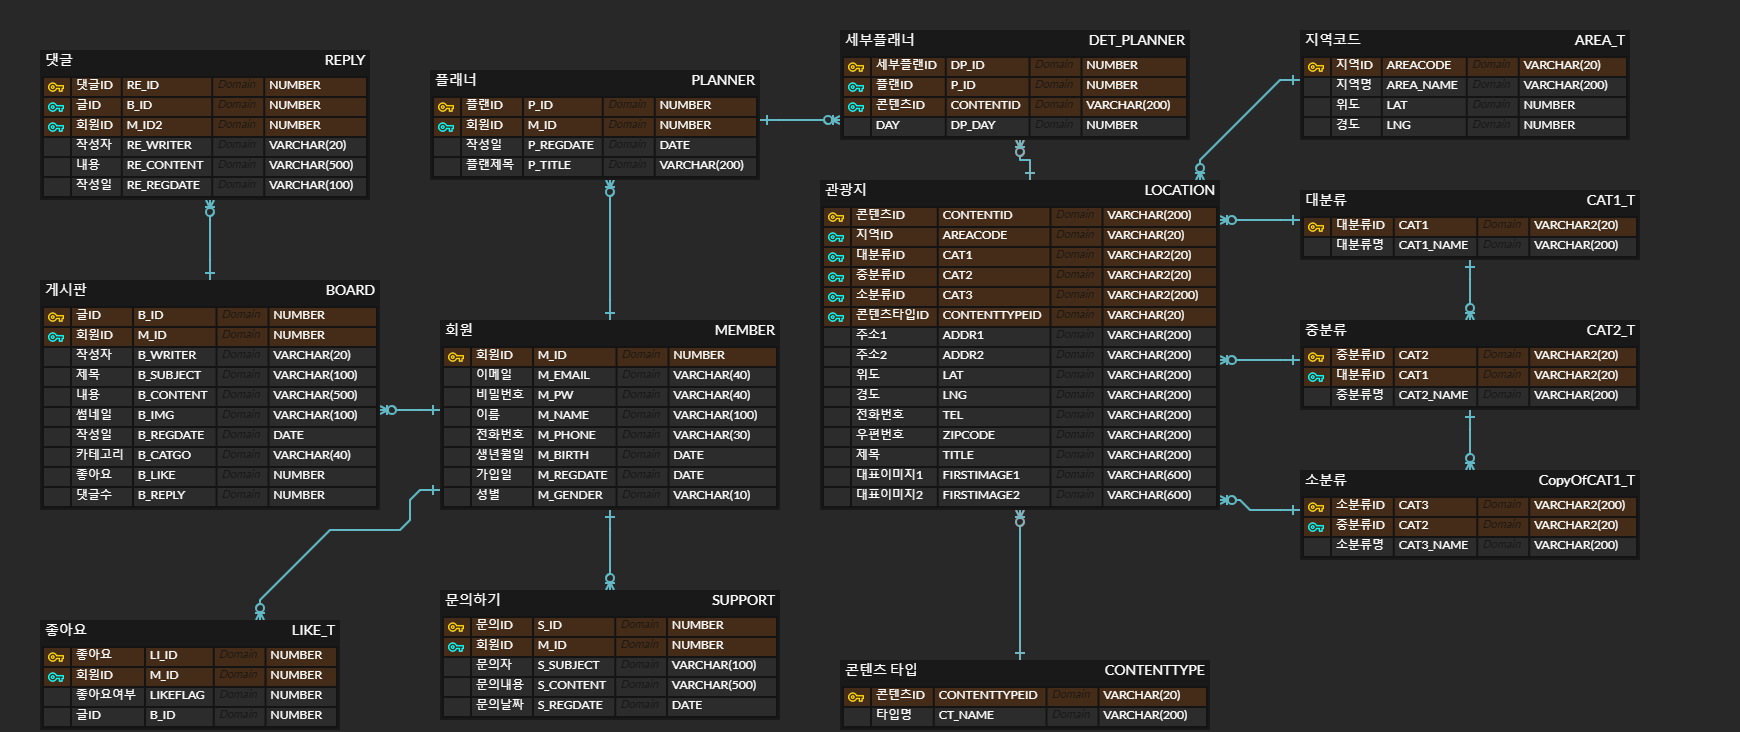 댓글 REPLY
댓글ID RE_ID Domain NUMBER
글ID B_ID Domain NUMBER
회원ID M_ID2 Domain NUMBER
작성자 RE_WRITER Domain VARCHAR(20)
내용 RE_CONTENT Domain VARCHAR(500)
작성일 RE_REGDATE Domain VARCHAR(100)
플래너 PLANNER
플랜ID P_ID Domain NUMBER
회원ID M_ID Domain NUMBER
작성일 P_REGDATE Domain DATE
플랜제목 P_TITLE Domain VARCHAR(200)
세부플래너 DET_PLANNER
세부플랜ID DP_ID Domain NUMBER
플랜ID P_ID Domain NUMBER
콘텐츠ID CONTENTID Domain VARCHAR(200)
DAY DP_DAY Domain NUMBER
지역코드 AREA_T
지역ID AREACODE Domain VARCHAR(20)
지역명 AREA_NAME Domain VARCHAR(200)
위도 LAT Domain NUMBER
경도 LNG Domain NUMBER
관광지 LOCATION
콘텐츠ID CONTENTID Domain VARCHAR(200)
지역ID AREACODE Domain VARCHAR(20)
대분류ID CAT1 Domain VARCHAR2(20)
중분류ID CAT2 Domain VARCHAR2(20)
소분류ID CAT3 Domain VARCHAR2(200)
콘텐츠타입ID CONTENTTYPEID Domain VARCHAR(20)
주소1 ADDR1 Domain VARCHAR(200)
주소2 ADDR2 Domain VARCHAR(200)
위도 LAT Domain VARCHAR(200)
경도 LNG Domain VARCHAR(200)
전화번호 TEL Domain VARCHAR(200)
우편번호 ZIPCODE Domain VARCHAR(200)
제목 TITLE Domain VARCHAR(200)
대표이미지1 FIRSTIMAGE1 Domain VARCHAR(600)
대표이미지2 FIRSTIMAGE2 Domain VARCHAR(600)
대분류 CAT1_T
대분류ID CAT1 Domain VARCHAR2(20)
대분류명 CAT1_NAME Domain VARCHAR(200)
게시판 BOARD
글ID B_ID Domain NUMBER
회원ID M_ID Domain NUMBER
작성자 B_WRITER Domain VARCHAR(20)
제목 B_SUBJECT Domain VARCHAR(100)
내용 B_CONTENT Domain VARCHAR(500)
썸네일 B_IMG Domain VARCHAR(100)
작성일 B_REGDATE Domain DATE
카테고리 B_CATGO Domain VARCHAR(40)
좋아요 B_LIKE Domain NUMBER
댓글수 B_REPLY Domain NUMBER
회원 MEMBER
회원ID M_ID Domain NUMBER
이메일 M_EMAIL Domain VARCHAR(40)
비밀번호 M_PW Domain VARCHAR(40)
이름 M_NAME Domain VARCHAR(100)
전화번호 M_PHONE Domain VARCHAR(30)
생년월일 M_BIRTH Domain DATE
가입일 M_REGDATE Domain DATE
성별 M_GENDER Domain VARCHAR(10)
중분류 CAT2_T
중분류ID CAT2 Domain VARCHAR2(20)
대분류ID CAT1 Domain VARCHAR2(20)
중분류명 CAT2_NAME Domain VARCHAR(200)
소분류 CopyOfCAT1_T
소분류ID CAT3 Domain VARCHAR2(200)
중분류ID CAT2 Domain VARCHAR2(20)
소분류명 CAT3_NAME Domain VARCHAR(200)
좋아요 LIKE_T
좋아요 LI_ID Domain NUMBER
회원ID M_ID Domain NUMBER
좋아요여부 LIKEFLAG Domain NUMBER
글ID B_ID Domain NUMBER
문의하기 SUPPORT
문의ID S_ID Domain NUMBER
회원ID M_ID Domain NUMBER
문의자 S_SUBJECT Domain VARCHAR(100)
문의내용 S_CONTENT Domain VARCHAR(500)
문의날짜 S_REGDATE Domain DATE
콘텐츠 타입 CONTENTTYPE
콘텐츠ID CONTENTTYPEID Domain VARCHAR(20)
타입명 CT_NAME Domain VARCHAR(200)